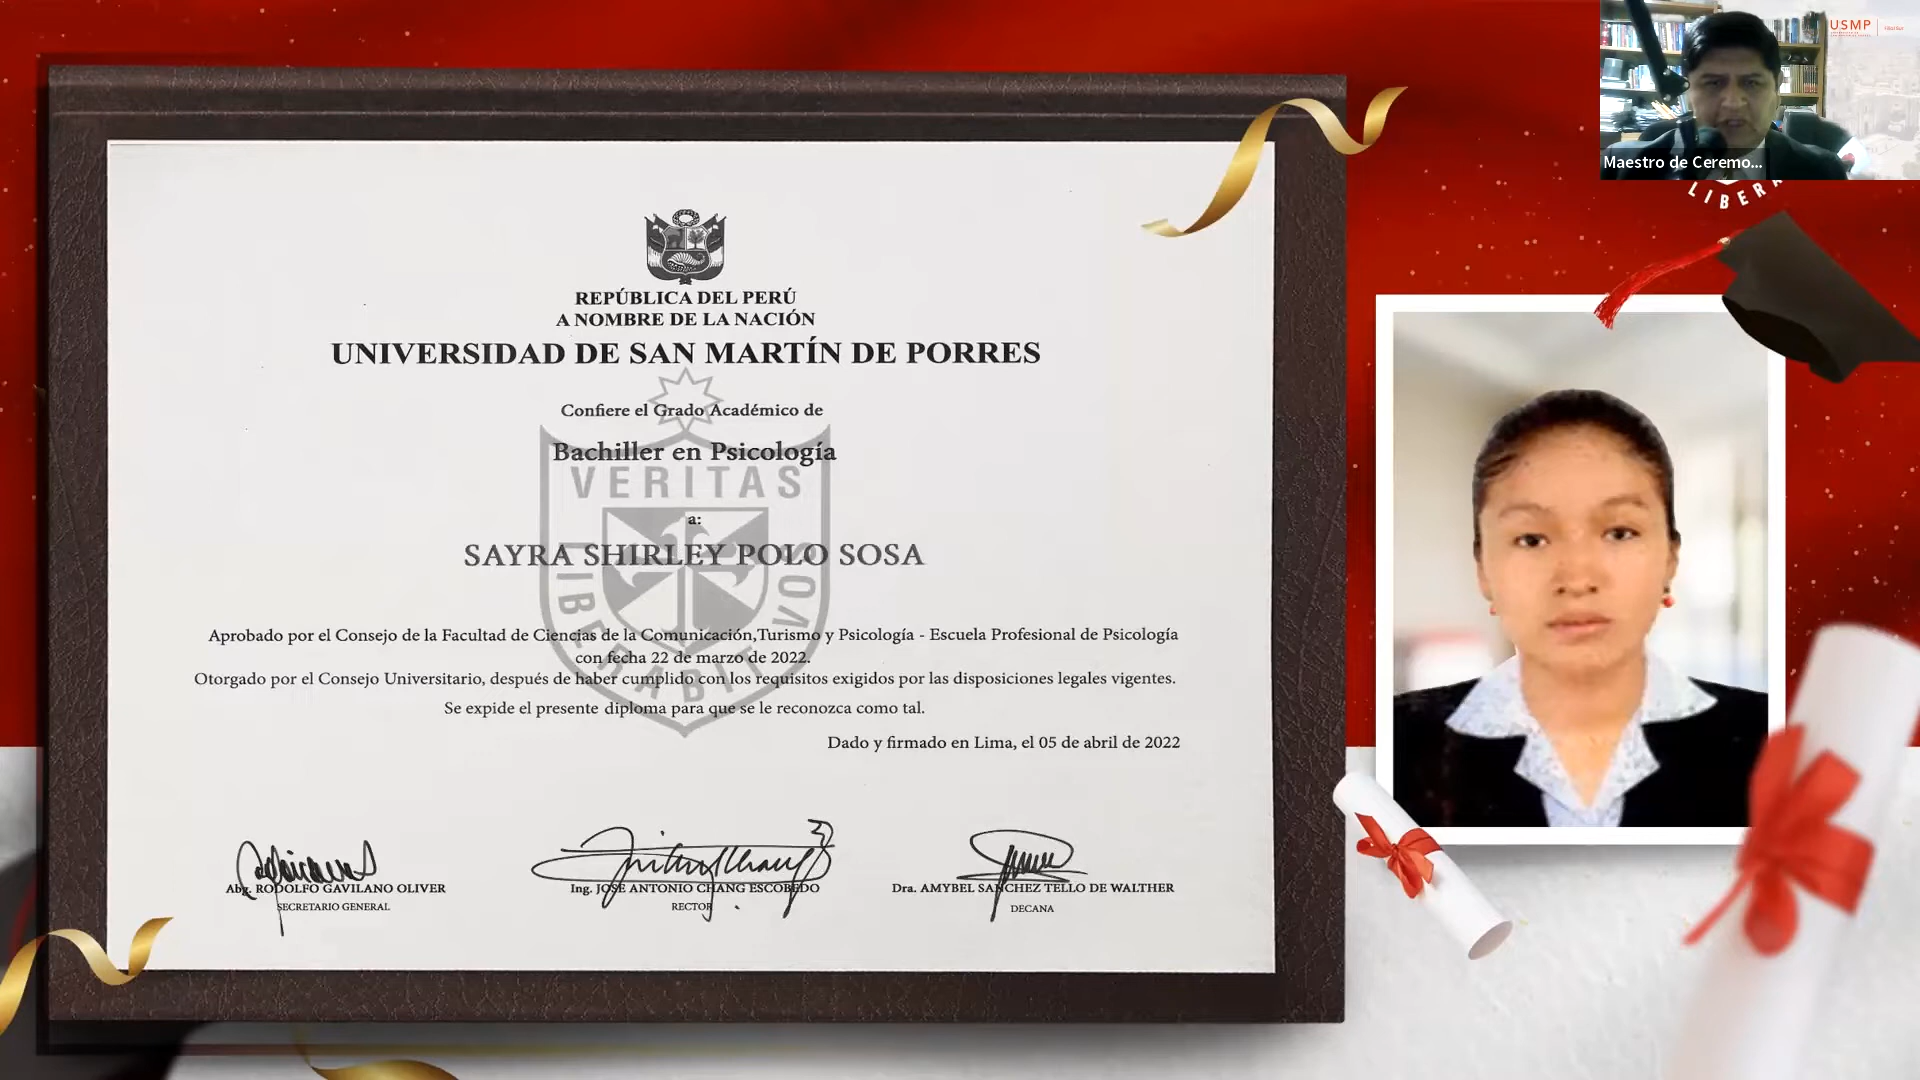 REPÚBLICA DEL PERÚ
A NOMBRE DE LA NACIÓN
UNIVERSIDAD DE SAN MARTÍN DE PORRES
Confiere el Grado Académico de
Bachiller en Psicología
a:
SAYRA SHIRLEY POLO SOSA
Aprobado por el Consejo de la Facultad de Ciencias de la Comunicación,Turismo y Psicología - Escuela Profesional de Psicología
con fecha 22 de marzo de 2022.
Otorgado por el Consejo Universitario, después de haber cumplido con los requisitos exigidos por las disposiciones legales vigentes.
Se expide el presente diploma para que se le reconozca como tal.
Dado y firmado en Lima, el 05 de abril de 2022
Abg. RODOLFO GAVILANO OLIVER
SECRETARIO GENERAL
Ing. JOSÉ ANTONIO CHANG ESCOBEDO
RECTOR
Dra. AMYBEL SANCHEZ TELLO DE WALTHER
DECANA
VERITAS
LIBERABIT VOS
USMP
Maestro de Ceremo...
LIBERA